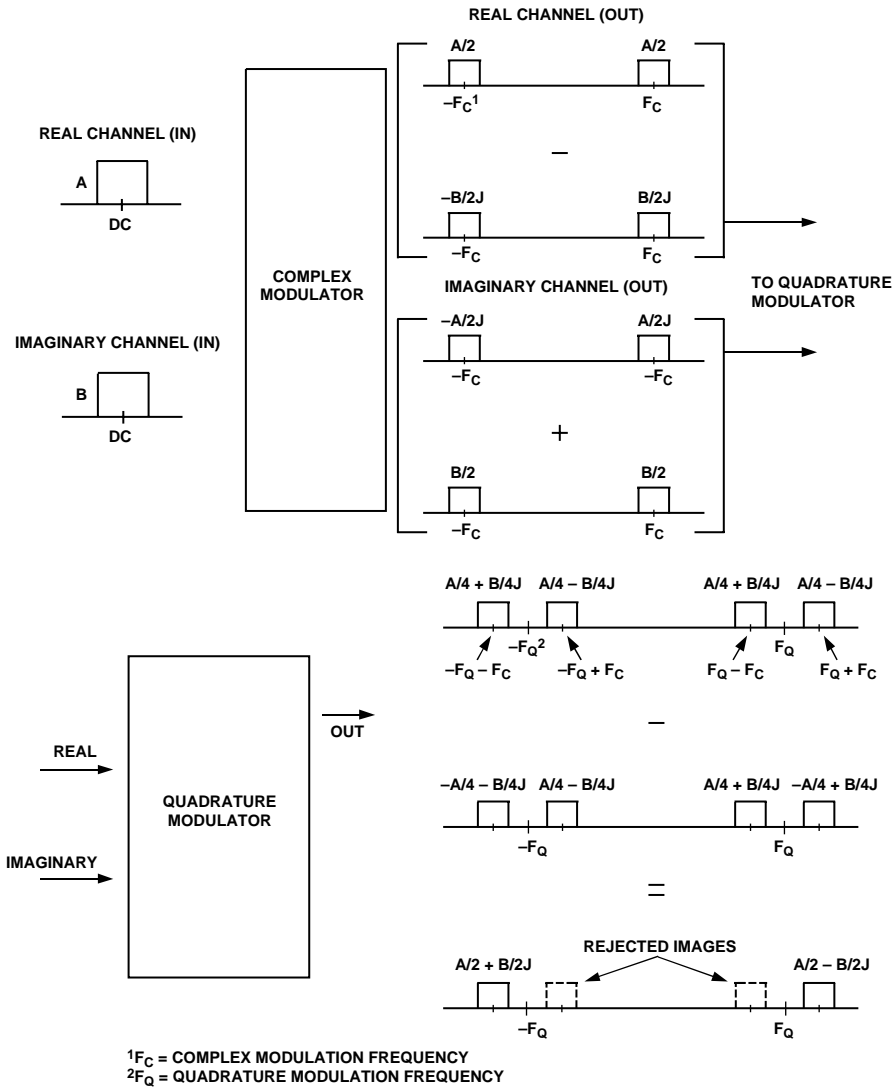 REAL CHANNEL (OUT)
A/2 A/2
–FC1 FC
–
REAL CHANNEL (IN)
A
DC
–B/2J B/2J
–FC FC
COMPLEX
MODULATOR
IMAGINARY CHANNEL (OUT)
TO QUADRATURE
MODULATOR
–A/2J A/2J
–FC –FC
IMAGINARY CHANNEL (IN)
B
DC
+
B/2 B/2
–FC FC
A/4 + B/4J A/4 – B/4J A/4 + B/4J A/4 – B/4J
–FQ2 FQ
–FQ – FC –FQ + FC FQ – FC FQ + FC
–
OUT
REAL
QUADRATURE
MODULATOR
IMAGINARY
–A/4 – B/4J A/4 – B/4J A/4 + B/4J –A/4 + B/4J
–FQ FQ
=
REJECTED IMAGES
A/2 + B/2J A/2 – B/2J
–FQ FQ
1FC = COMPLEX MODULATION FREQUENCY
2FQ = QUADRATURE MODULATION FREQUENCY